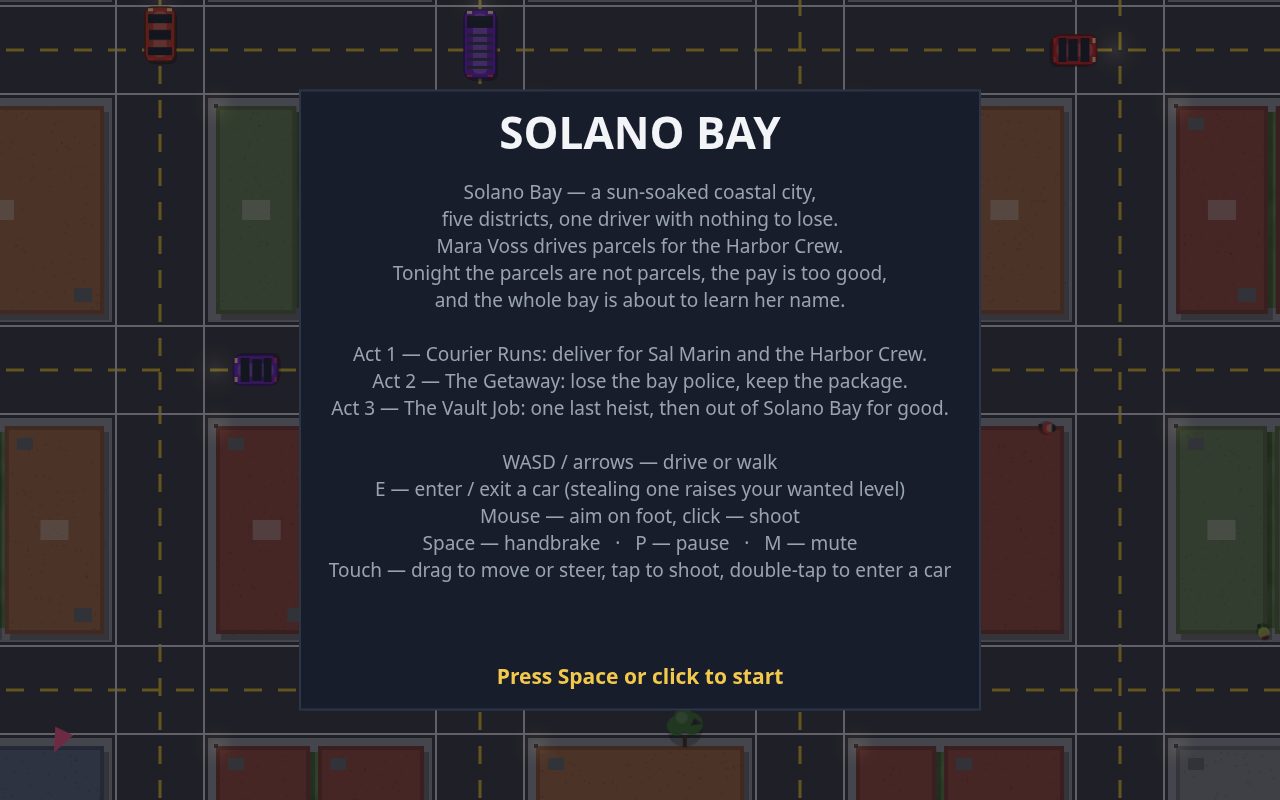 SOLANO BAY
Solano Bay — a sun-soaked coastal city,
five districts, one driver with nothing to lose.
Mara Voss drives parcels for the Harbor Crew.
Tonight the parcels are not parcels, the pay is too good,
and the whole bay is about to learn her name.
Act 1 — Courier Runs: deliver for Sal Marin and the Harbor Crew.
Act 2 — The Getaway: lose the bay police, keep the package.
Act 3 — The Vault Job: one last heist, then out of Solano Bay for good.
WASD / arrows — drive or walk
E — enter / exit a car (stealing one raises your wanted level)
Mouse — aim on foot, click — shoot
Space — handbrake · P — pause · M — mute
Touch — drag to move or steer, tap to shoot, double-tap to enter a car
Press Space or click to start